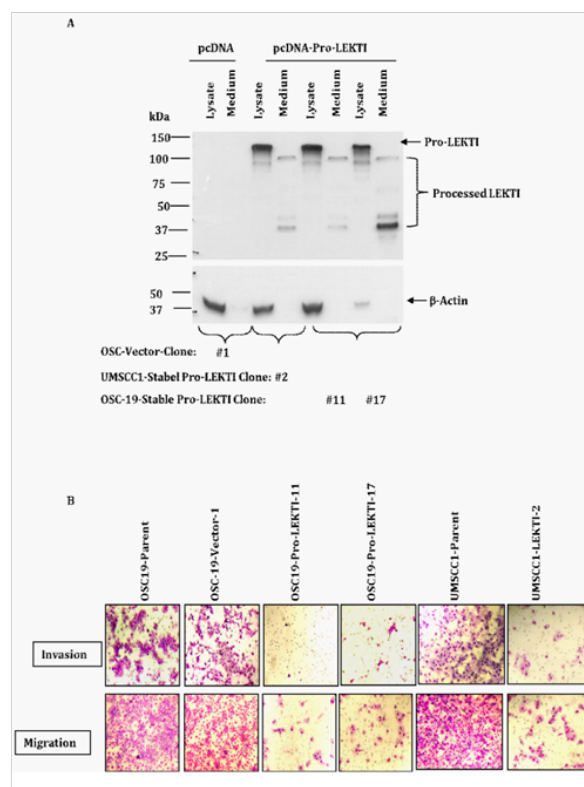 A
pcDNA
pcDNA-Pro-LEKTI
Lysate
Medium
Lysate
Medium
Lysate
Medium
Lysate
Medium
kDa
150
100
75
50
37
25
Pro-LEKTI
Processed LEKTI
50
37
β-Actin
OSC-Vector-Clone: #1
UMSCC1-Stabel Pro-LEKTI Clone: #2
OSC-19-Stable Pro-LEKTI Clone: #11 #17
B
OSC19-Parent
OSC-19-Vector-1
OSC19-Pro-LEKTI-11
OSC19-Pro-LEKTI-17
UMSCC1-Parent
UMSCC1-LEKTI-2
Invasion
Migration